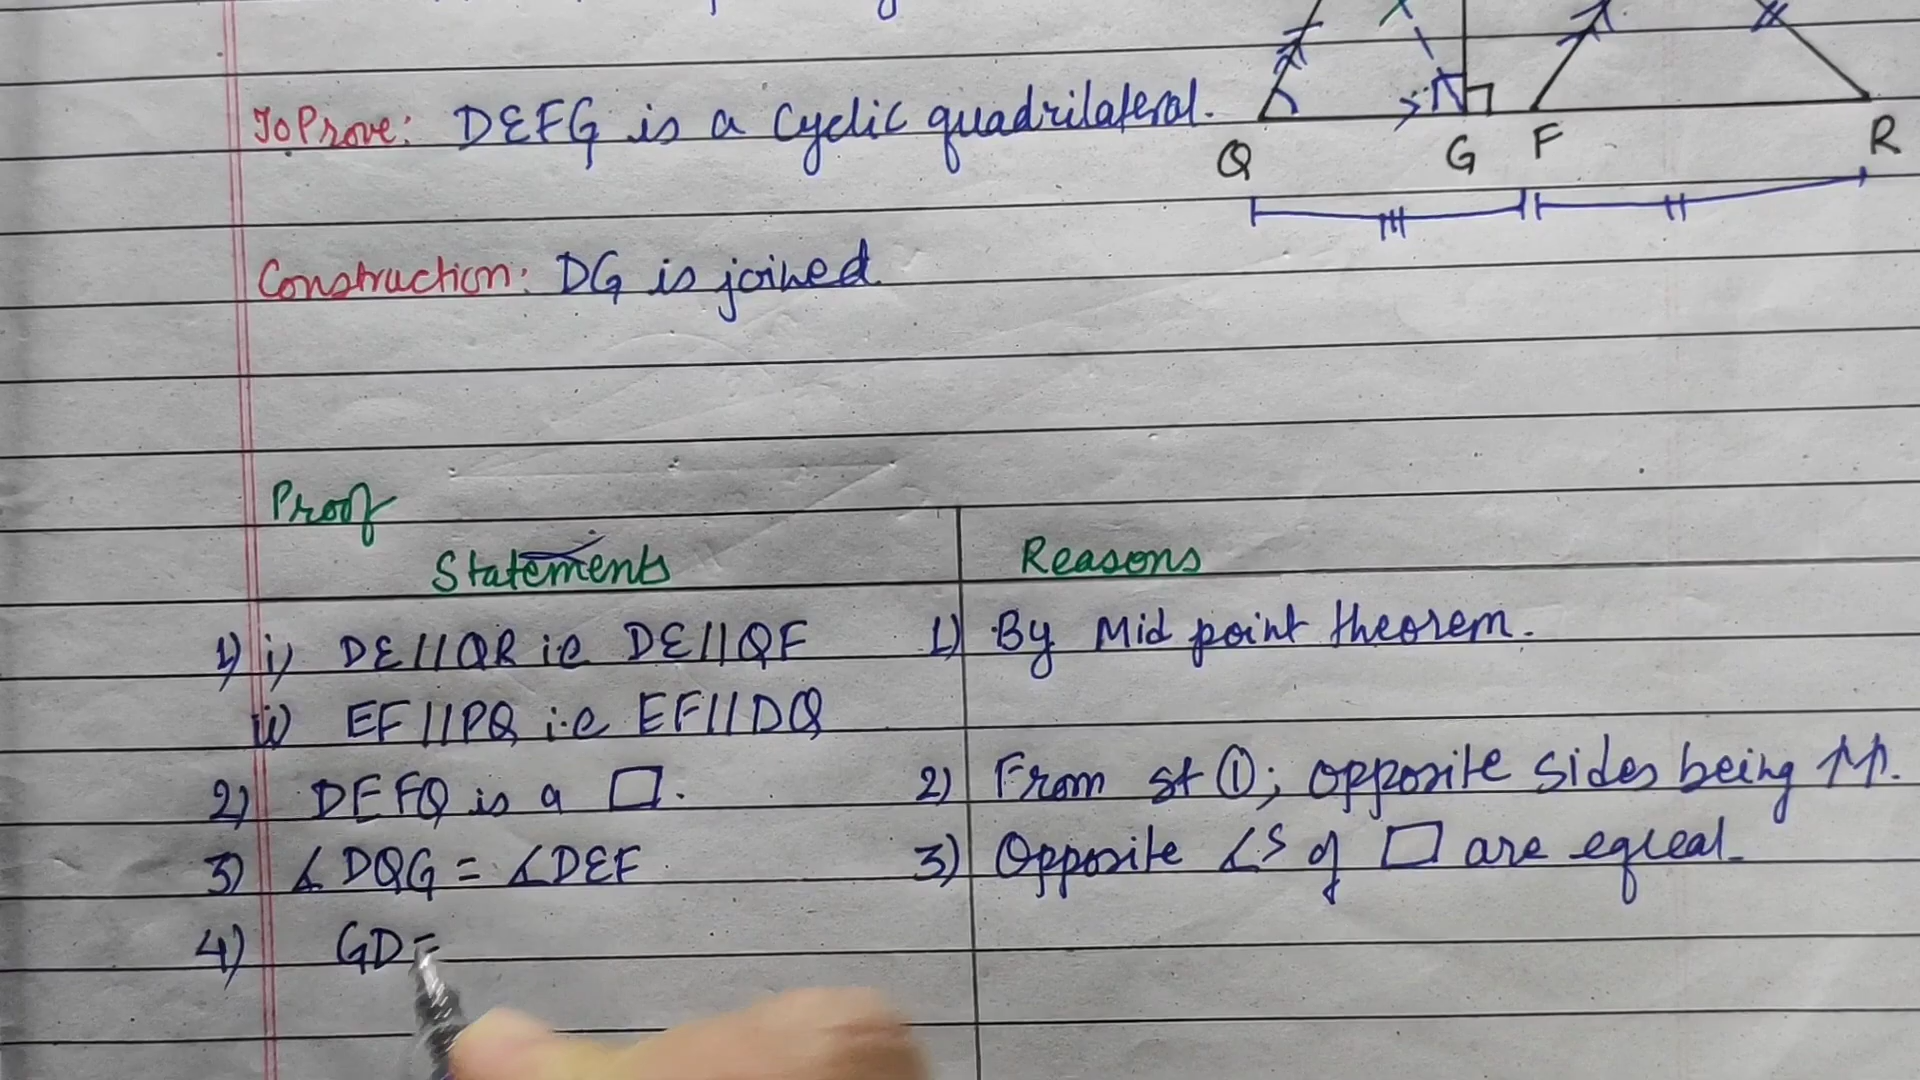 To Prove: DEFG is a cyclic quadrilateral.
Q G F R
Construction: DG is joined.
Proof
Statements Reasons
1) i) DE//QR i.e DE//QF 1) By Mid point theorem.
ii) EF//PQ i.e EF//DQ
2) DEFQ is a ▱. 2) From st ①; opposite sides being ⇈.
3) ∠DQG = ∠DEF 3) Opposite ∠s of ▱ are equal.
4) GD=